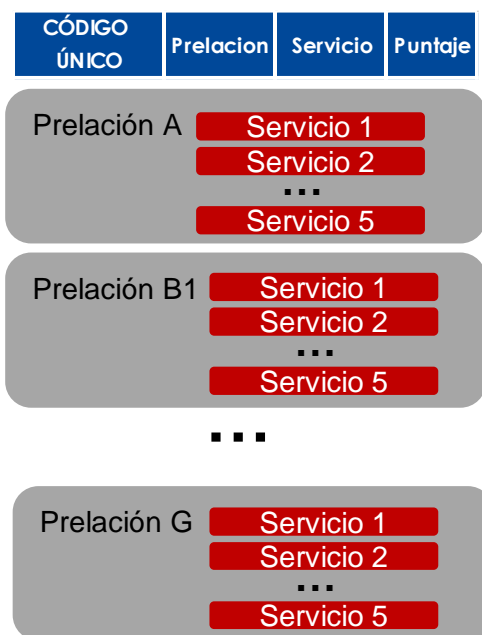 CÓDIGO ÚNICO Prelacion Servicio Puntaje
Prelación A Servicio 1
Servicio 2
...
Servicio 5
Prelación B1 Servicio 1
Servicio 2
...
Servicio 5
...
Prelación G Servicio 1
Servicio 2
...
Servicio 5